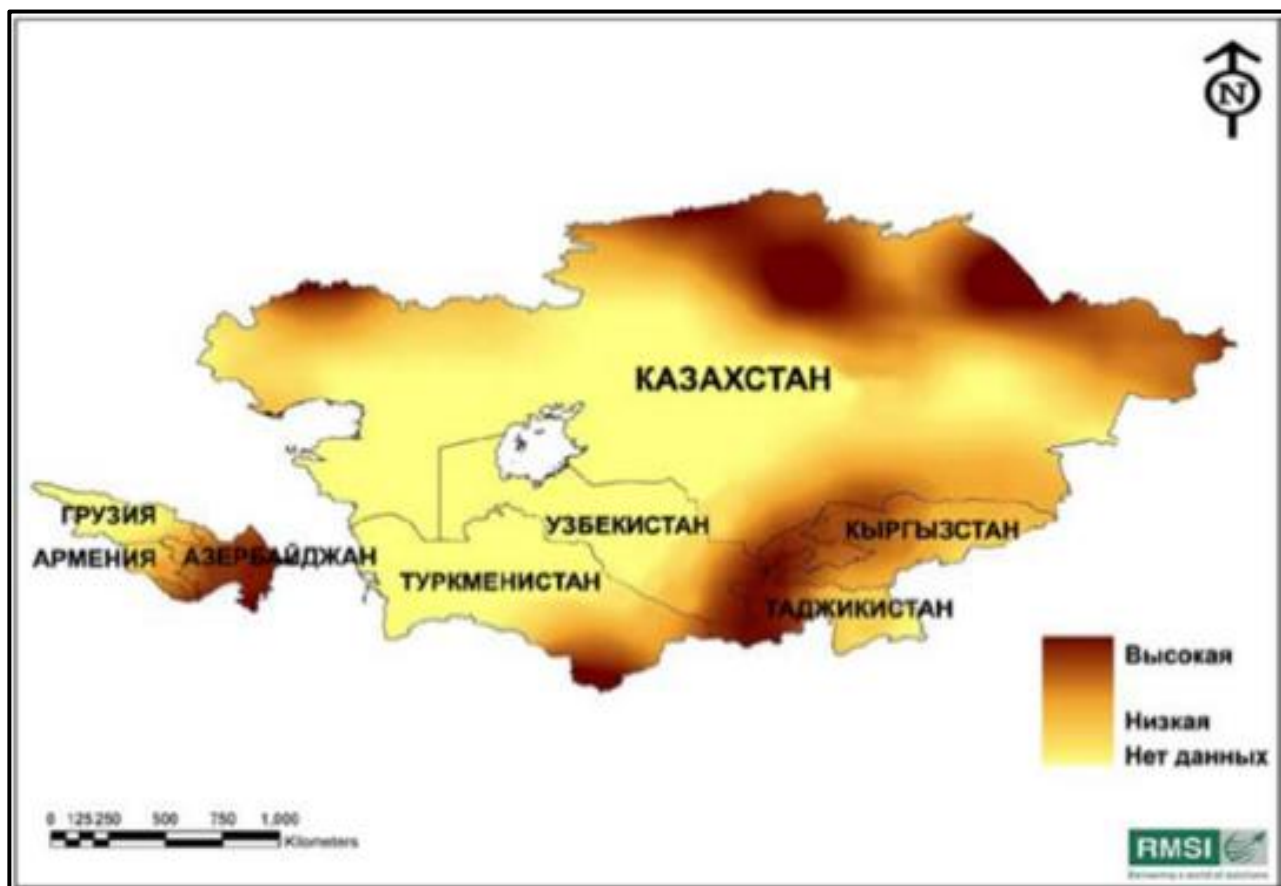 N
КАЗАХСТАН
ГРУЗИЯ
УЗБЕКИСТАН
КЫРГЫЗСТАН
АРМЕНИЯ
АЗЕРБАЙДЖАН
ТУРКМЕНИСТАН
ТАДЖИКИСТАН
Высокая
Низкая
Нет данных
0 125 250 500 750 1,000
Kilometers
RMSI